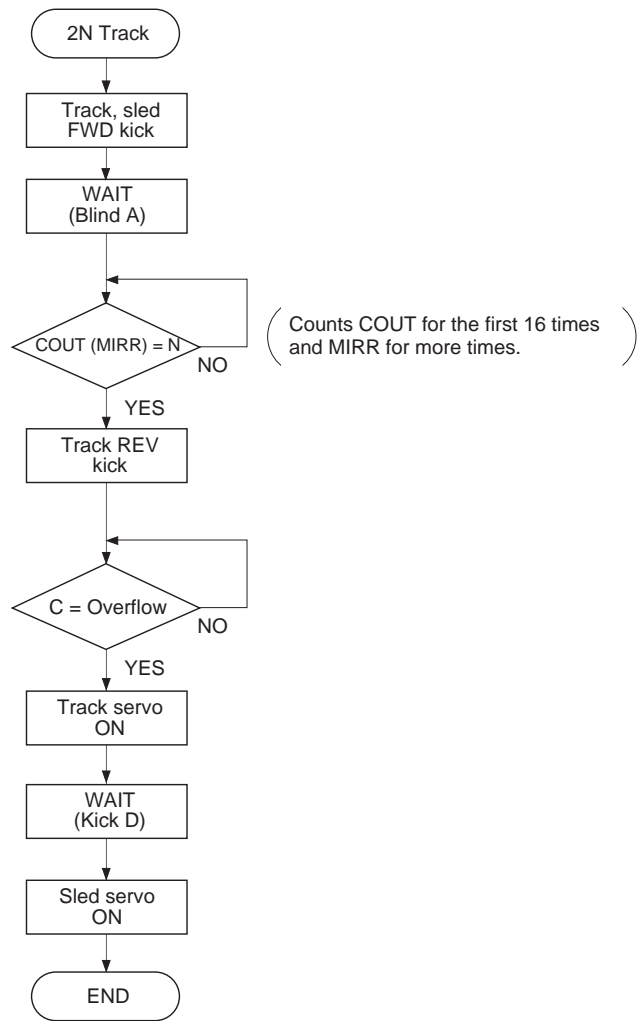 2N Track
Track, sled
FWD kick
WAIT
(Blind A)
COUT (MIRR) = N
NO
(Counts COUT for the first 16 times
and MIRR for more times.)
YES
Track REV
kick
C = Overflow
NO
YES
Track servo
ON
WAIT
(Kick D)
Sled servo
ON
END